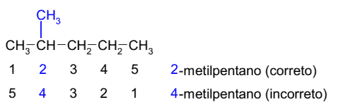 CH₃
CH₃–CH–CH₂–CH₂–CH₃
1 2 3 4 5 2-metilpentano (correto)
5 4 3 2 1 4-metilpentano (incorreto)